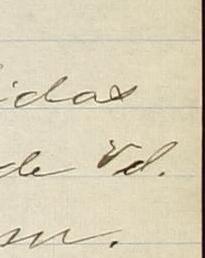 idas
de Vd.